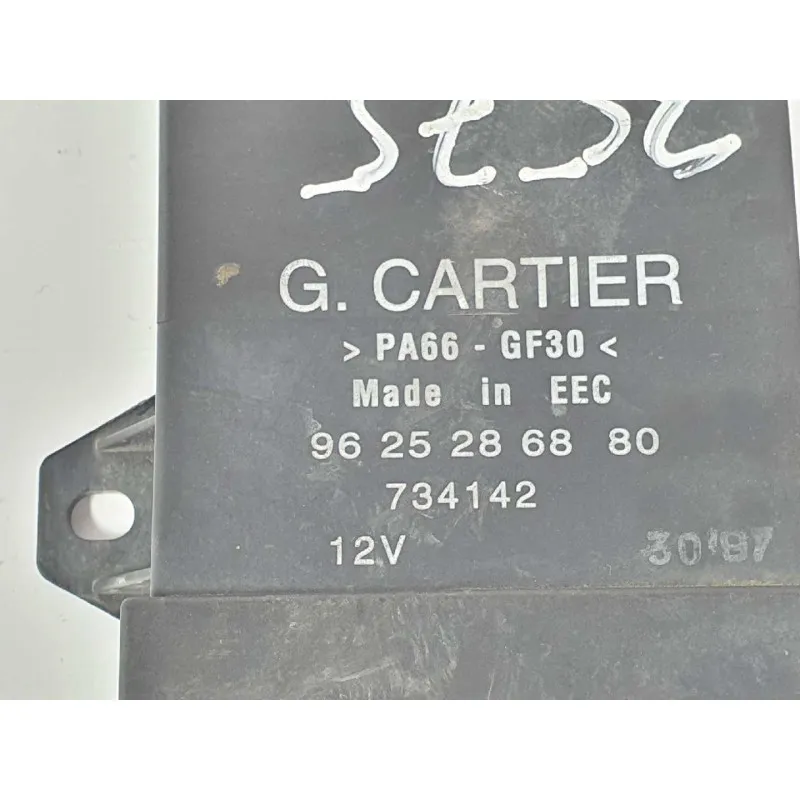 G. CARTIER
> PA66 - GF30 <
Made in EEC
96 25 28 68 80
734142
12V 30'97